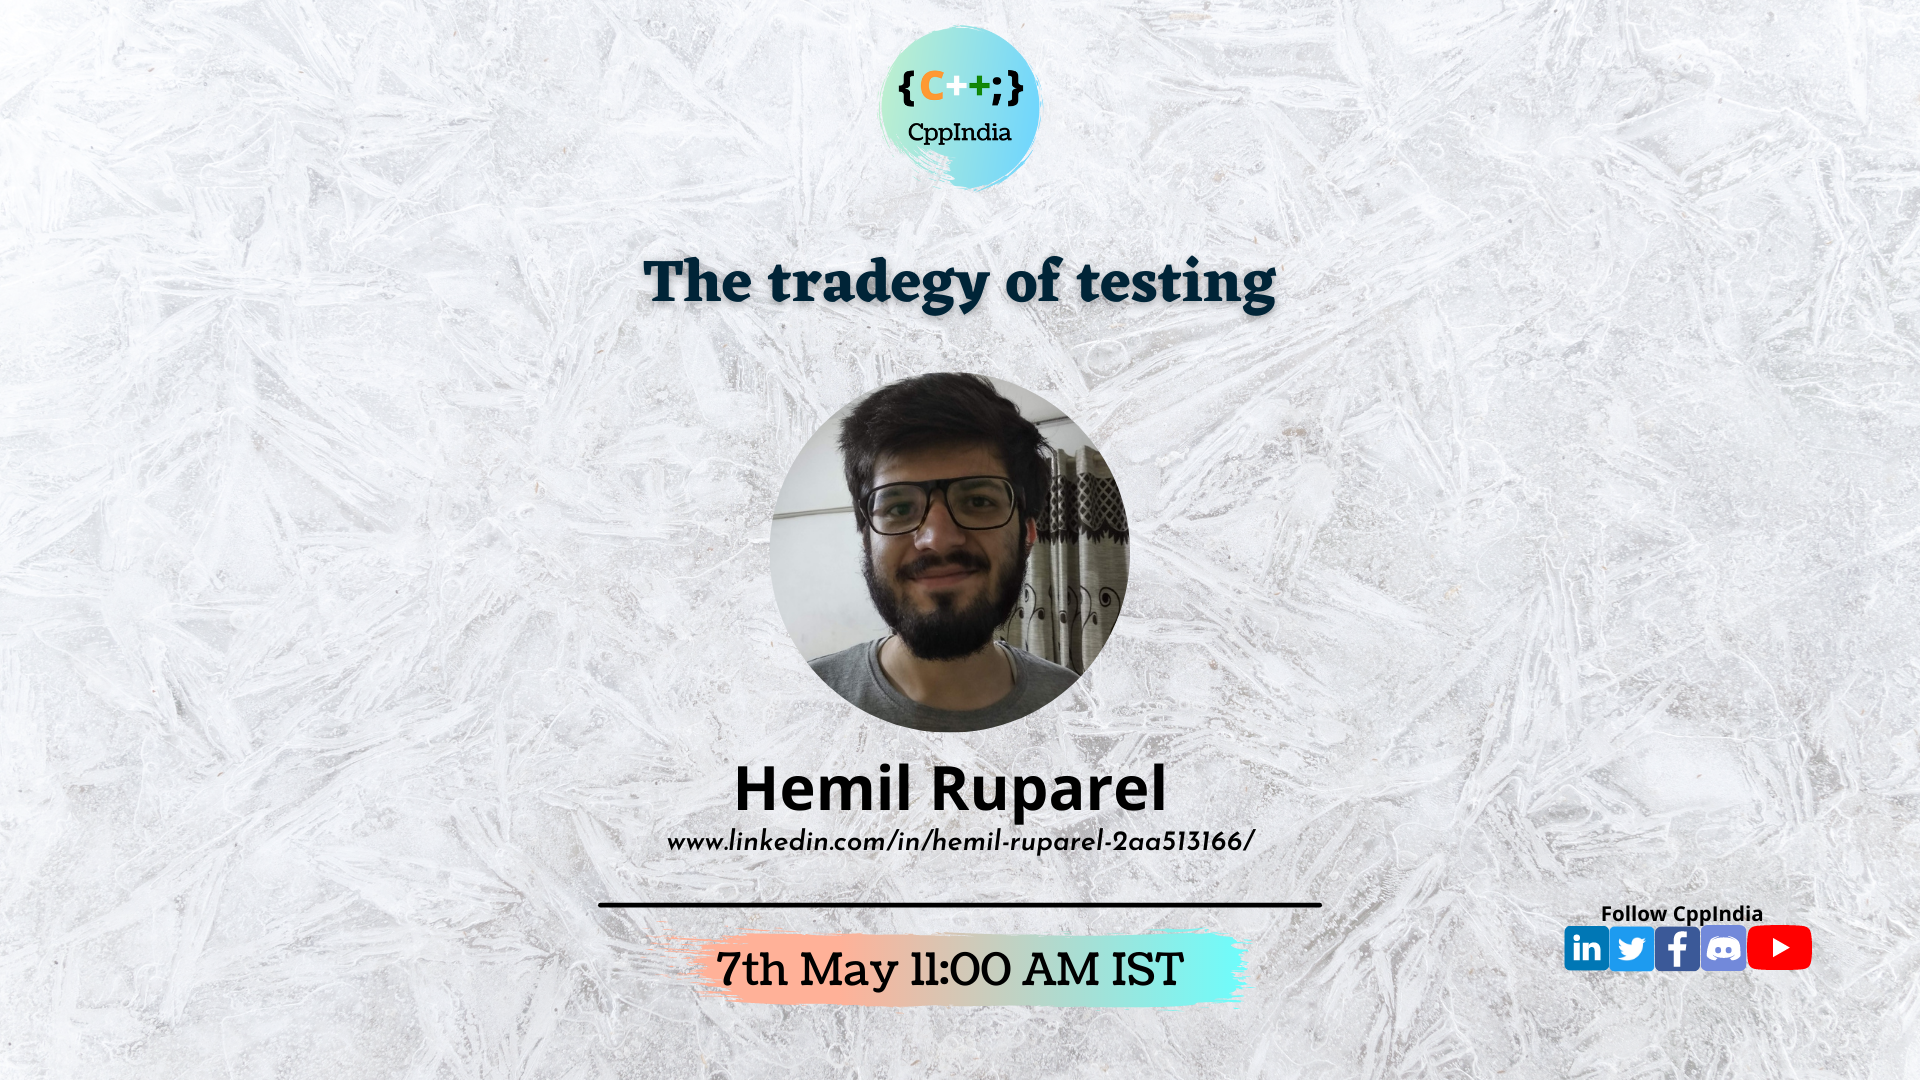 {C++;}
CppIndia
The tradegy of testing
Hemil Ruparel
www.linkedin.com/in/hemil-ruparel-2aa513166/
7th May 11:00 AM IST
Follow CppIndia
in